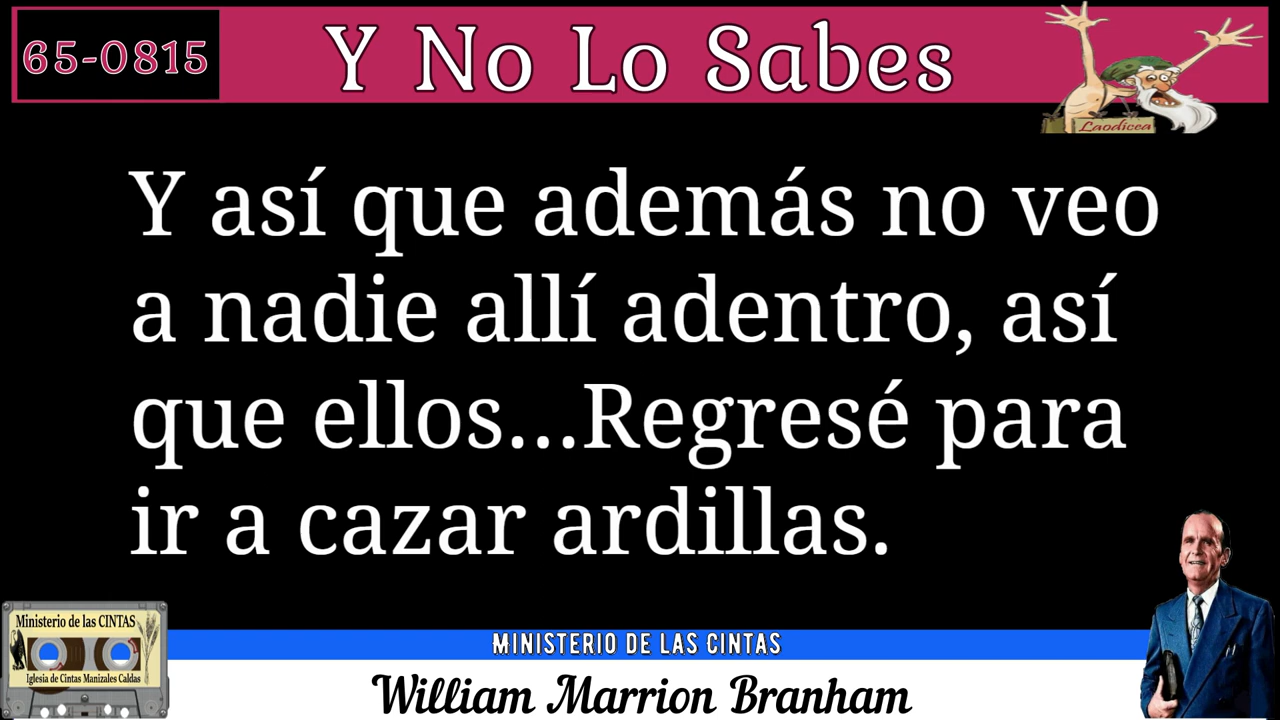 65-0815
Y No Lo Sabes
Laodicea
Y así que además no veo
a nadie allí adentro, así
que ellos...Regresé para
ir a cazar ardillas.
Ministerio de las CINTAS
Iglesia de Cintas Manizales Caldas
MINISTERIO DE LAS CINTAS
William Marrion Branham